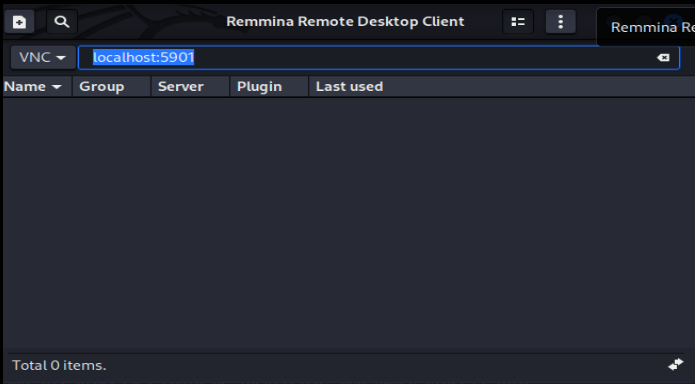 Remmina Remote Desktop Client
Remmina Re
VNC localhost:5901
Name Group Server Plugin Last used
Total 0 items.